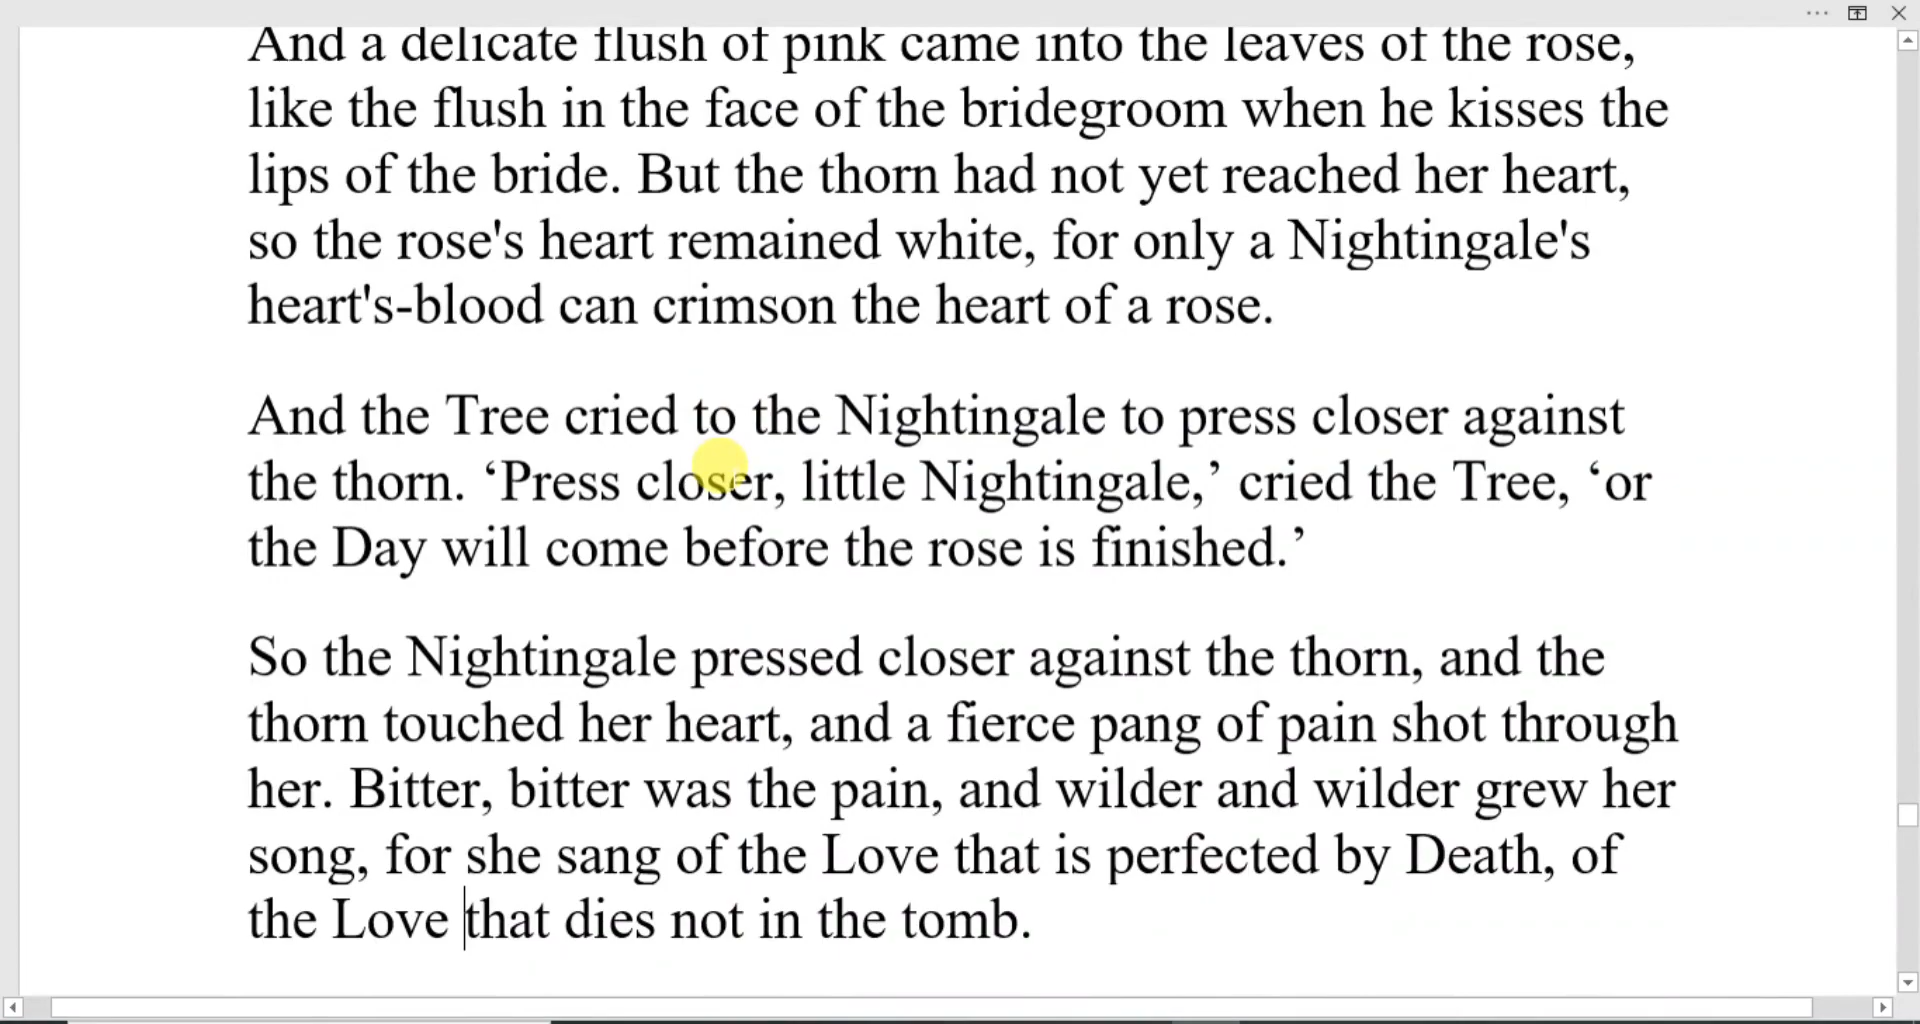 And a delicate flush of pink came into the leaves of the rose,
like the flush in the face of the bridegroom when he kisses the
lips of the bride. But the thorn had not yet reached her heart,
so the rose's heart remained white, for only a Nightingale's
heart's-blood can crimson the heart of a rose.
And the Tree cried to the Nightingale to press closer against
the thorn. ‘Press closer, little Nightingale,’ cried the Tree, ‘or
the Day will come before the rose is finished.’
So the Nightingale pressed closer against the thorn, and the
thorn touched her heart, and a fierce pang of pain shot through
her. Bitter, bitter was the pain, and wilder and wilder grew her
song, for she sang of the Love that is perfected by Death, of
the Love that dies not in the tomb.